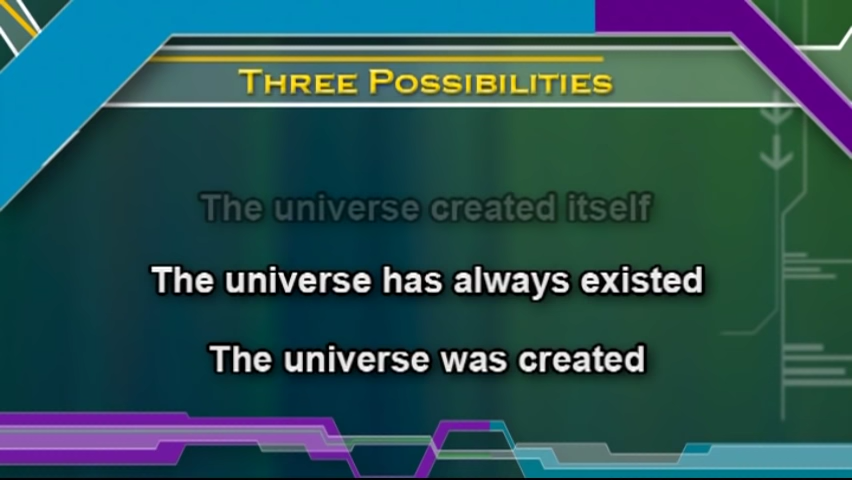 THREE POSSIBILITIES
The universe created itself
The universe has always existed
The universe was created